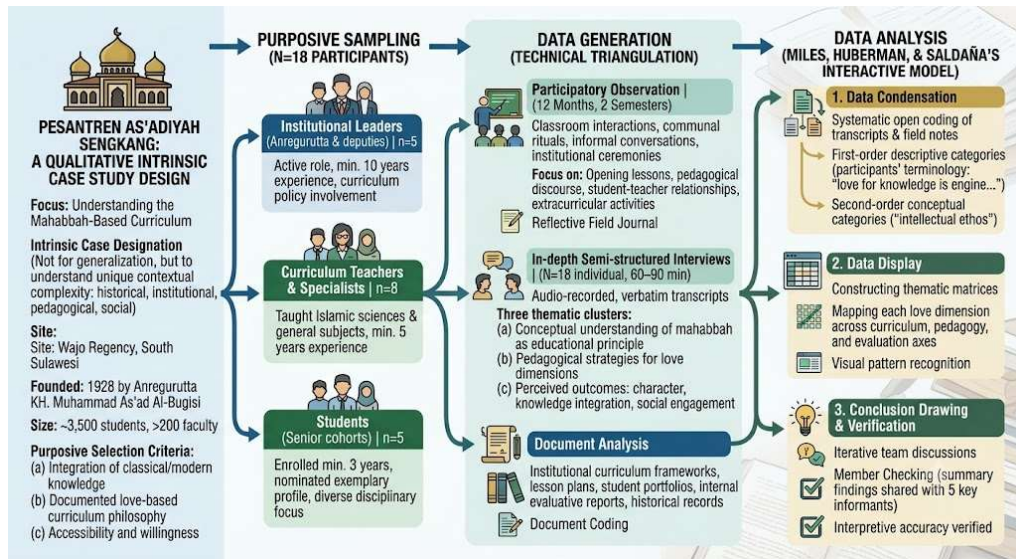 PESANTREN AS'ADIYAH
SENGKANG:
A QUALITATIVE INTRINSIC
CASE STUDY DESIGN
Focus: Understanding the
Mahabbah-Based Curriculum
Intrinsic Case Designation
(Not for generalization, but to
understand unique contextual
complexity: historical, institutional,
pedagogical, social)
Site:
Site: Wajo Regency, South
Sulawesi
Founded: 1928 by Anregurutta
KH. Muhammad As'ad Al-Bugisi
Size: ~3,500 students, >200 faculty
Purposive Selection Criteria:
(a) Integration of classical/modern
knowledge
(b) Documented love-based
curriculum philosophy
(c) Accessibility and willingness
PURPOSIVE SAMPLING
(N=18 PARTICIPANTS)
Institutional Leaders
(Anregurutta & deputies) | n=5
Active role, min. 10 years
experience, curriculum
policy involvement
Curriculum Teachers
& Specialists | n=8
Taught Islamic sciences &
general subjects, min. 5
years experience
Students
(Senior cohorts) | n=5
Enrolled min. 3 years,
nominated exemplary
profile, diverse disciplinary
focus
DATA GENERATION
(TECHNICAL TRIANGULATION)
Participatory Observation |
(12 Months, 2 Semesters)
Classroom interactions, communal
rituals, informal conversations,
institutional ceremonies
Focus on: Opening lessons, pedagogical
discourse, student-teacher relationships,
extracurricular activities
Reflective Field Journal
In-depth Semi-structured Interviews
| (N=18 individual, 60–90 min)
Audio-recorded, verbatim transcripts
Three thematic clusters:
(a) Conceptual understanding of mahabbah
as educational principle
(b) Pedagogical strategies for love
dimensions
(c) Perceived outcomes: character,
knowledge integration, social engagement
Document Analysis
Institutional curriculum frameworks,
lesson plans, student portfolios, internal
evaluative reports, historical records
Document Coding
DATA ANALYSIS
(MILES, HUBERMAN, & SALDAÑA'S
INTERACTIVE MODEL)
1. Data Condensation
Systematic open coding of
transcripts & field notes
First-order descriptive categories
(participants' terminology:
"love for knowledge is engine...")
Second-order conceptual
categories ("intellectual ethos")
2. Data Display
Constructing thematic matrices
Mapping each love dimension
across curriculum, pedagogy,
and evaluation axes
Visual pattern recognition
3. Conclusion Drawing
& Verification
Iterative team discussions
Member Checking (summary
findings shared with 5 key
informants)
Interpretive accuracy verified